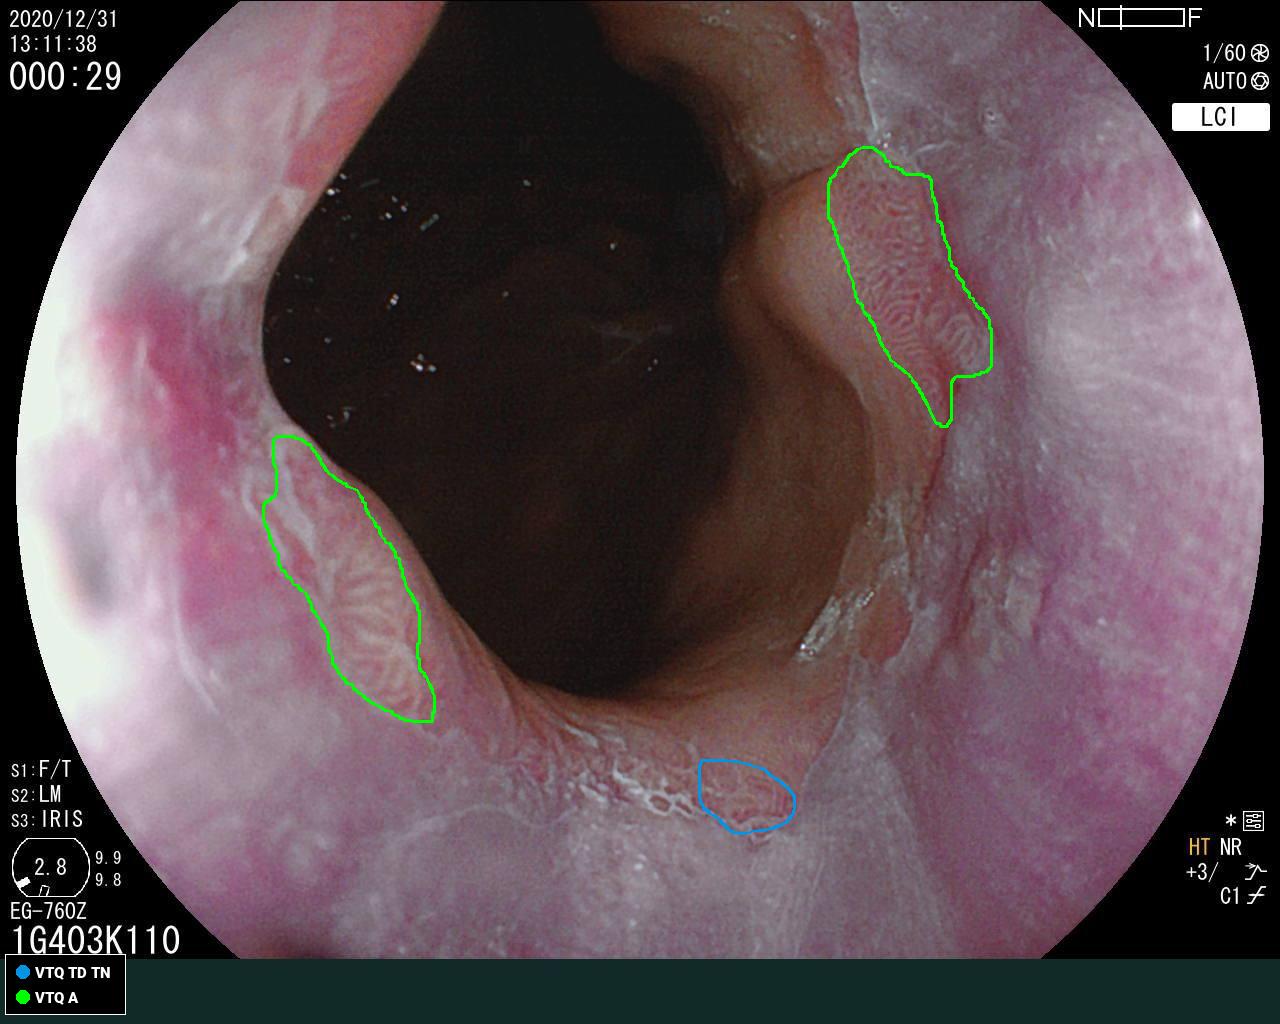 2020/12/31
13:11:38
000:29
N F
1/60
AUTO
LCI
S1:F/T
S2:LM
S3:IRIS
2.8
9.9
9.8
EG-760Z
1G403K110
*
HT NR
+3/
C1
VTQ TD TN
VTQ A